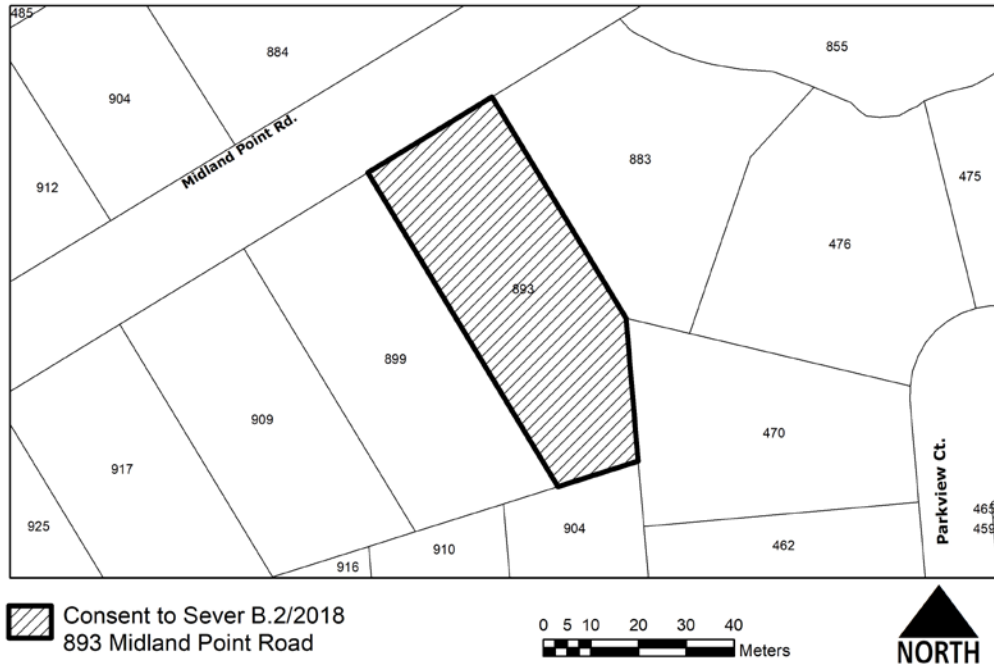 485
884
855
904
Midland Point Rd.
883
912
475
476
893
899
909
470
917
Parkview Ct.
465
925
904
459
910
462
916
Consent to Sever B.2/2018
893 Midland Point Road
0 5 10 20 30 40
Meters
NORTH